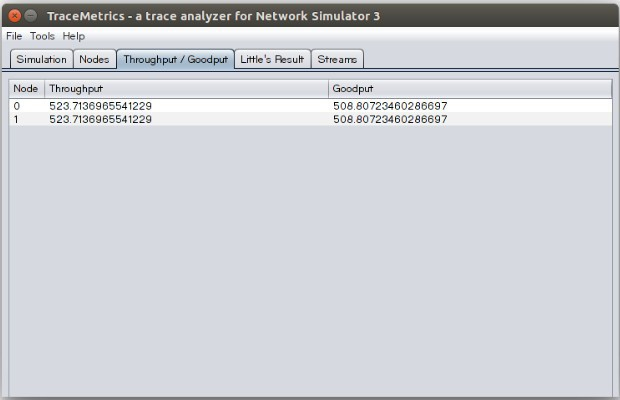 TraceMetrics - a trace analyzer for Network Simulator 3
File Tools Help
Simulation Nodes Throughput / Goodput Little's Result Streams
Node Throughput Goodput
0 523.7136965541229 508.80723460286697
1 523.7136965541229 508.80723460286697